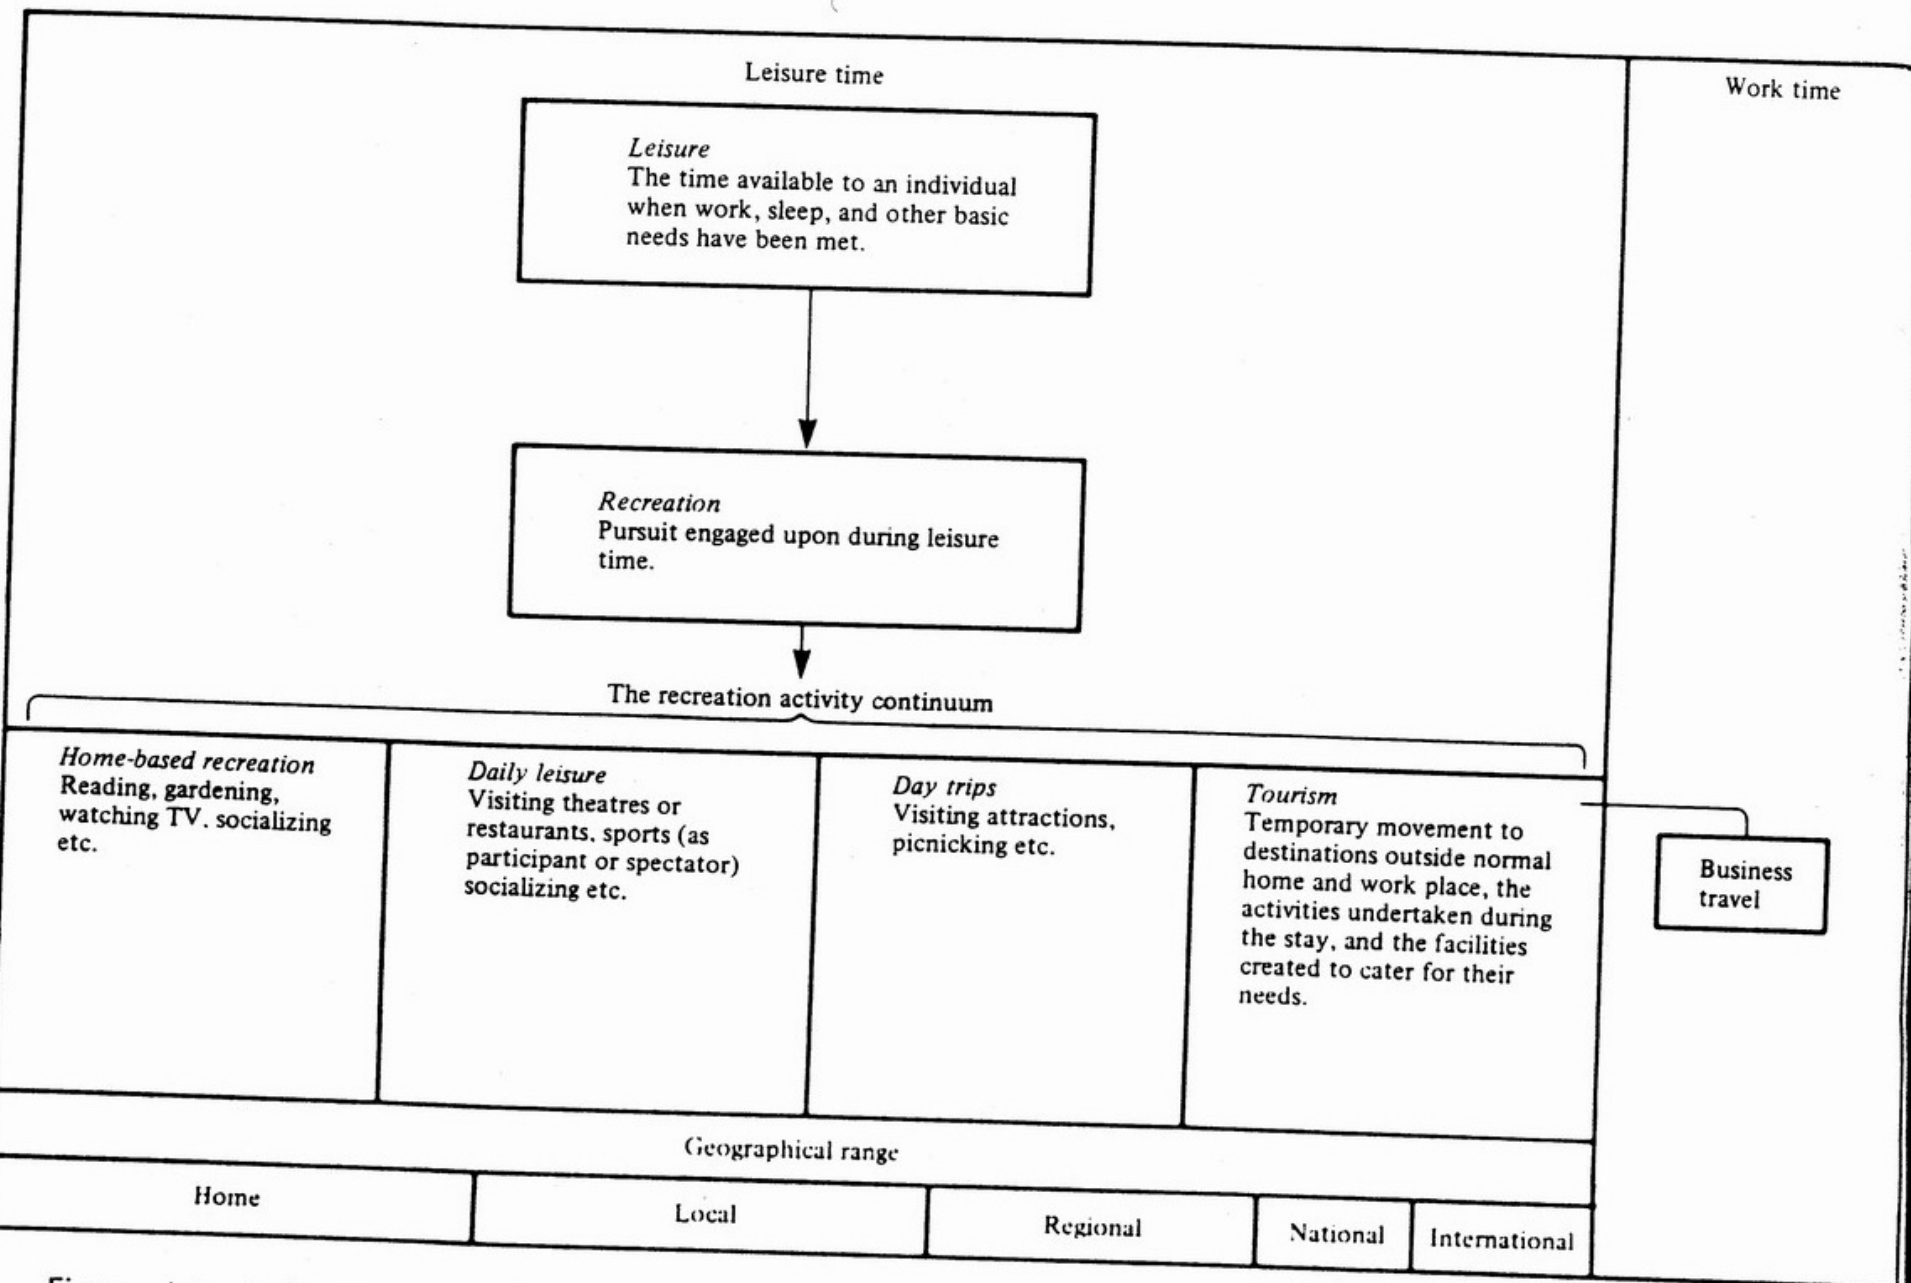 Leisure time
Work time
Leisure
The time available to an individual
when work, sleep, and other basic
needs have been met.
Recreation
Pursuit engaged upon during leisure
time.
The recreation activity continuum
Home-based recreation
Reading, gardening,
watching TV. socializing
etc.
Daily leisure
Visiting theatres or
restaurants. sports (as
participant or spectator)
socializing etc.
Day trips
Visiting attractions,
picnicking etc.
Tourism
Temporary movement to
destinations outside normal
home and work place, the
activities undertaken during
the stay, and the facilities
created to cater for their
needs.
Business
travel
Geographical range
Home
Local
Regional
National
International